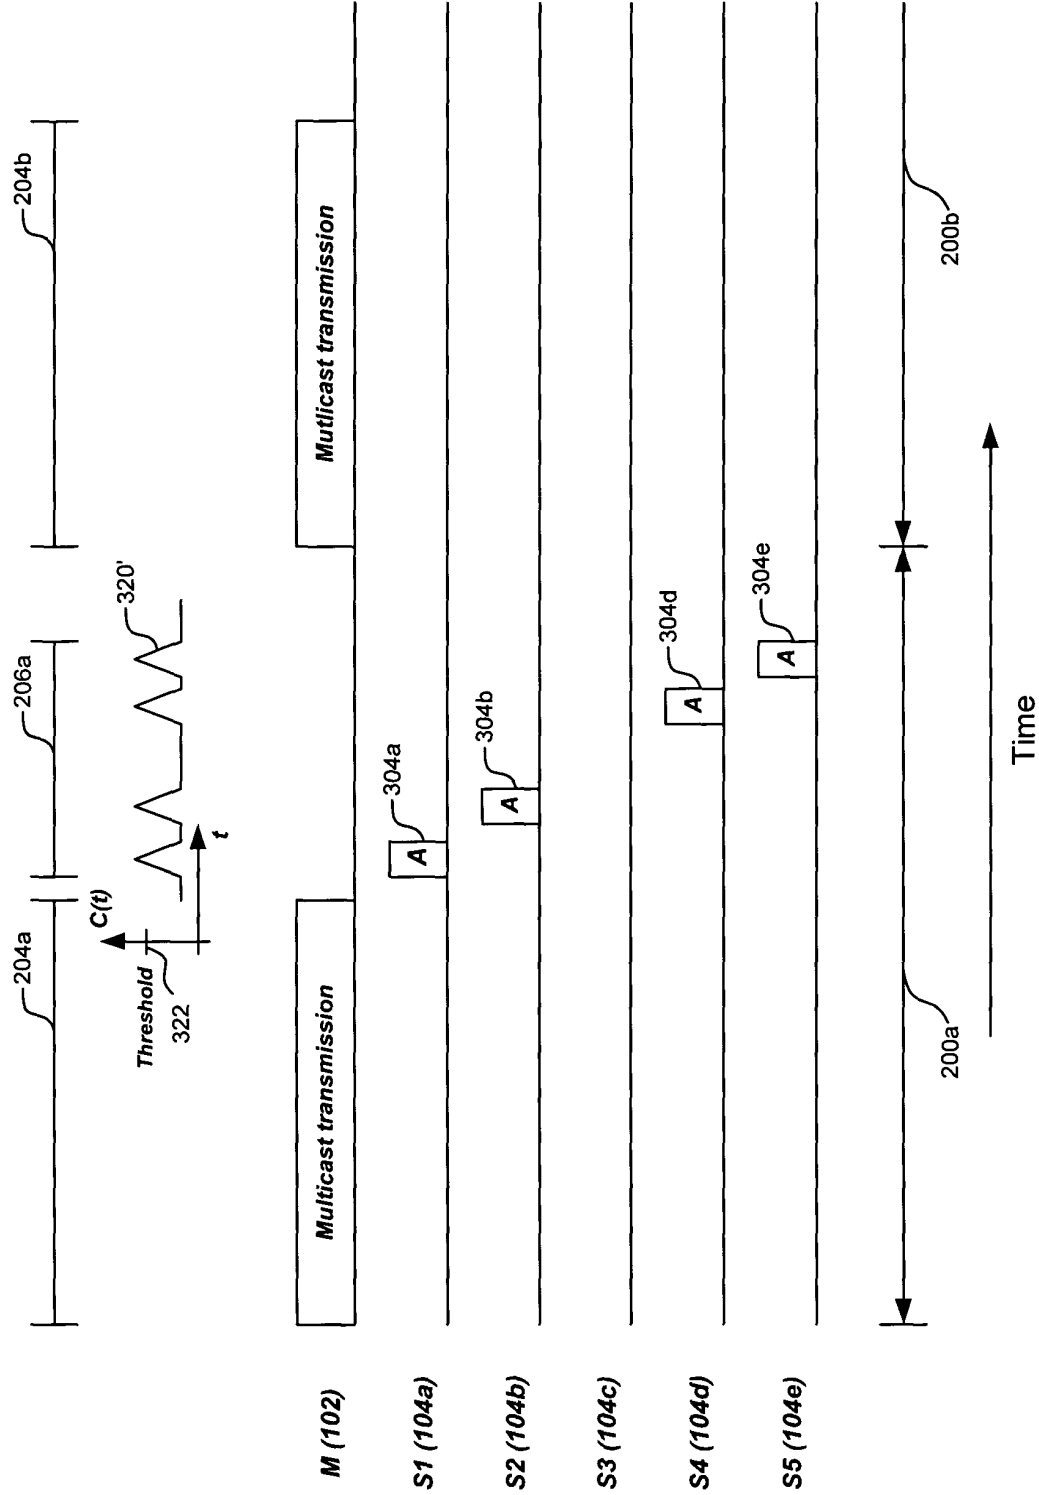 204a
206a
204b
C(t)
Threshold
322
t
320'
M (102)
Multicast transmission
Mutlicast transmission
S1 (104a)
A
304a
S2 (104b)
A
304b
S3 (104c)
S4 (104d)
A
304d
S5 (104e)
A
304e
200a
200b
Time